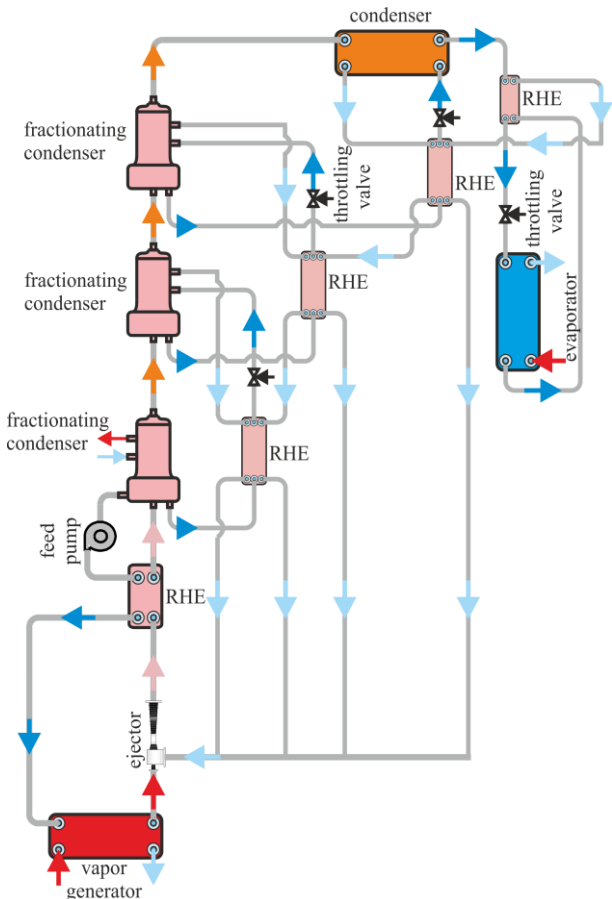 condenser
RHE
fractionating
condenser
throttling
valve
RHE
throttling
valve
fractionating
condenser
RHE
evaporator
fractionating
condenser
RHE
feed
pump
RHE
ejector
vapor
generator